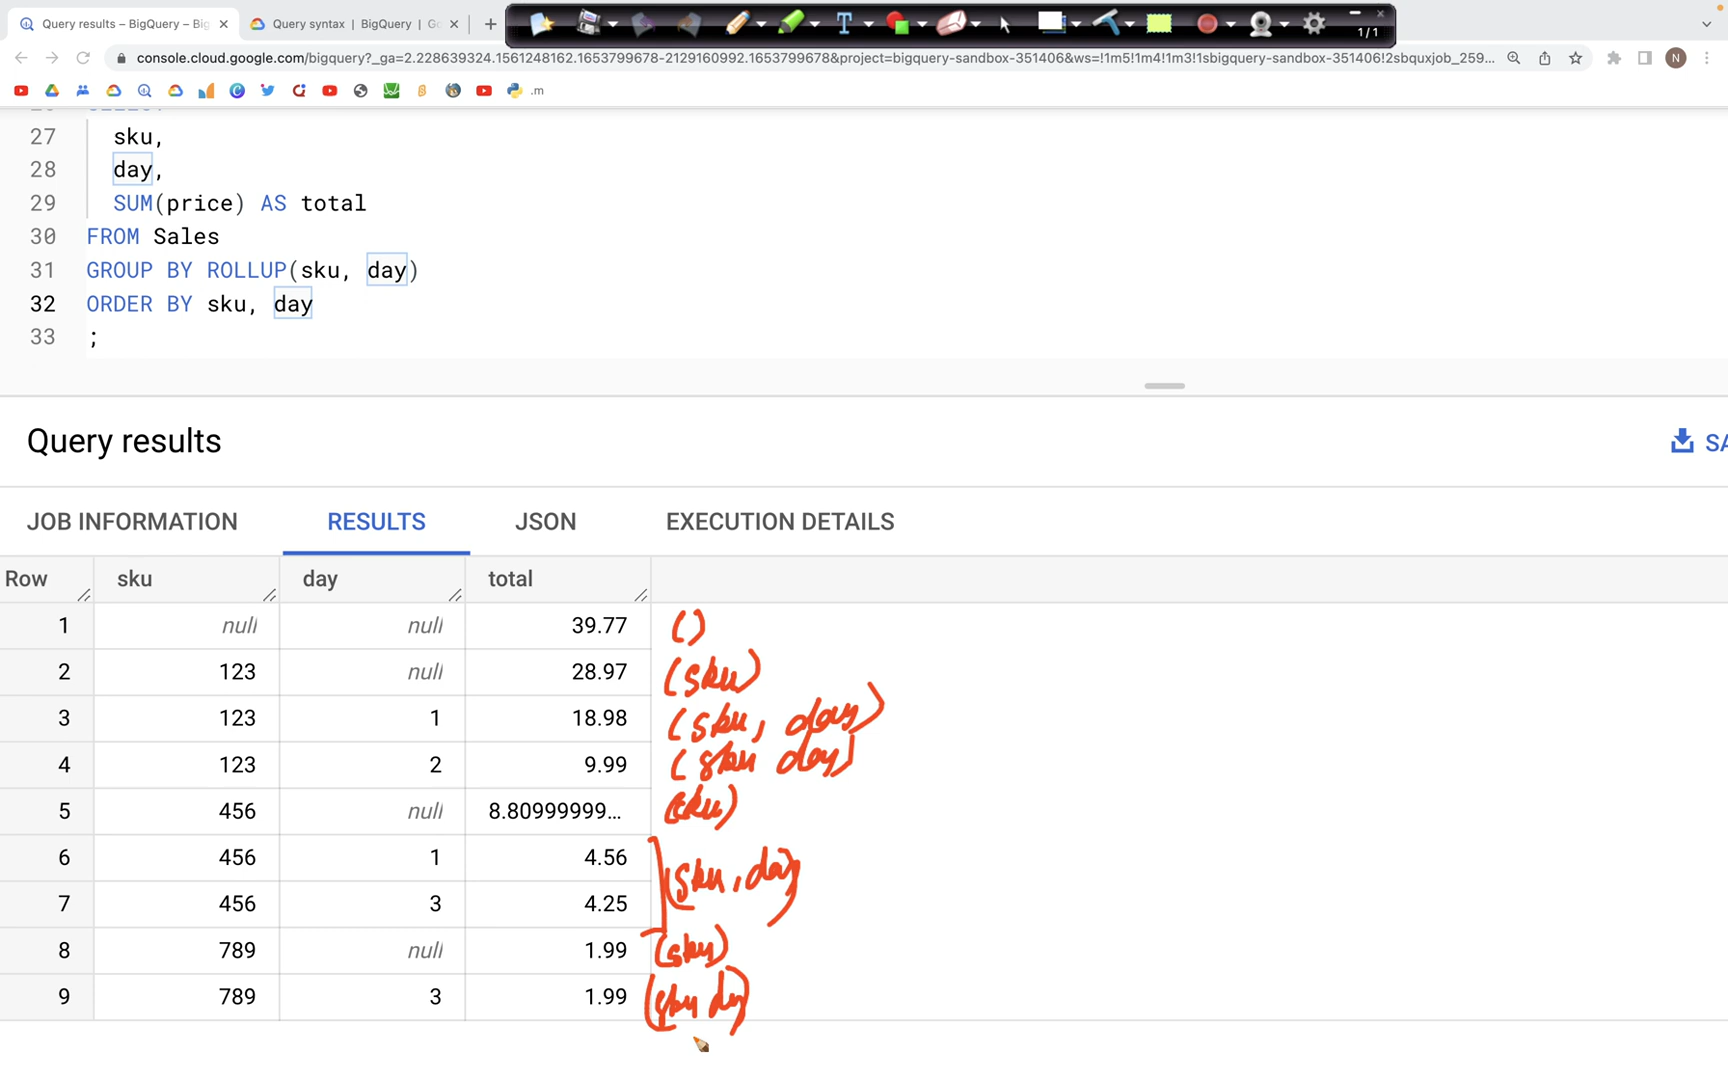 Query results – BigQuery – Big
Query syntax | BigQuery | Go
1/1
console.cloud.google.com/bigquery?_ga=2.228639324.1561248162.1653799678-2129160992.1653799678&project=bigquery-sandbox-351406&ws=!1m5!1m4!1m3!1sbigquery-sandbox-351406!2sbquxjob_259...
N
.m
27 sku,
28 day,
29 SUM(price) AS total
30 FROM Sales
31 GROUP BY ROLLUP(sku, day)
32 ORDER BY sku, day
33 ;
Query results
SA
JOB INFORMATION RESULTS JSON EXECUTION DETAILS
Row sku day total
1 null null 39.77 ()
2 123 null 28.97 (sku)
3 123 1 18.98 (sku, day)
4 123 2 9.99 (sku day)
5 456 null 8.80999999... (sku)
6 456 1 4.56 (sku, day)
7 456 3 4.25
8 789 null 1.99 (sku)
9 789 3 1.99 (sku day)